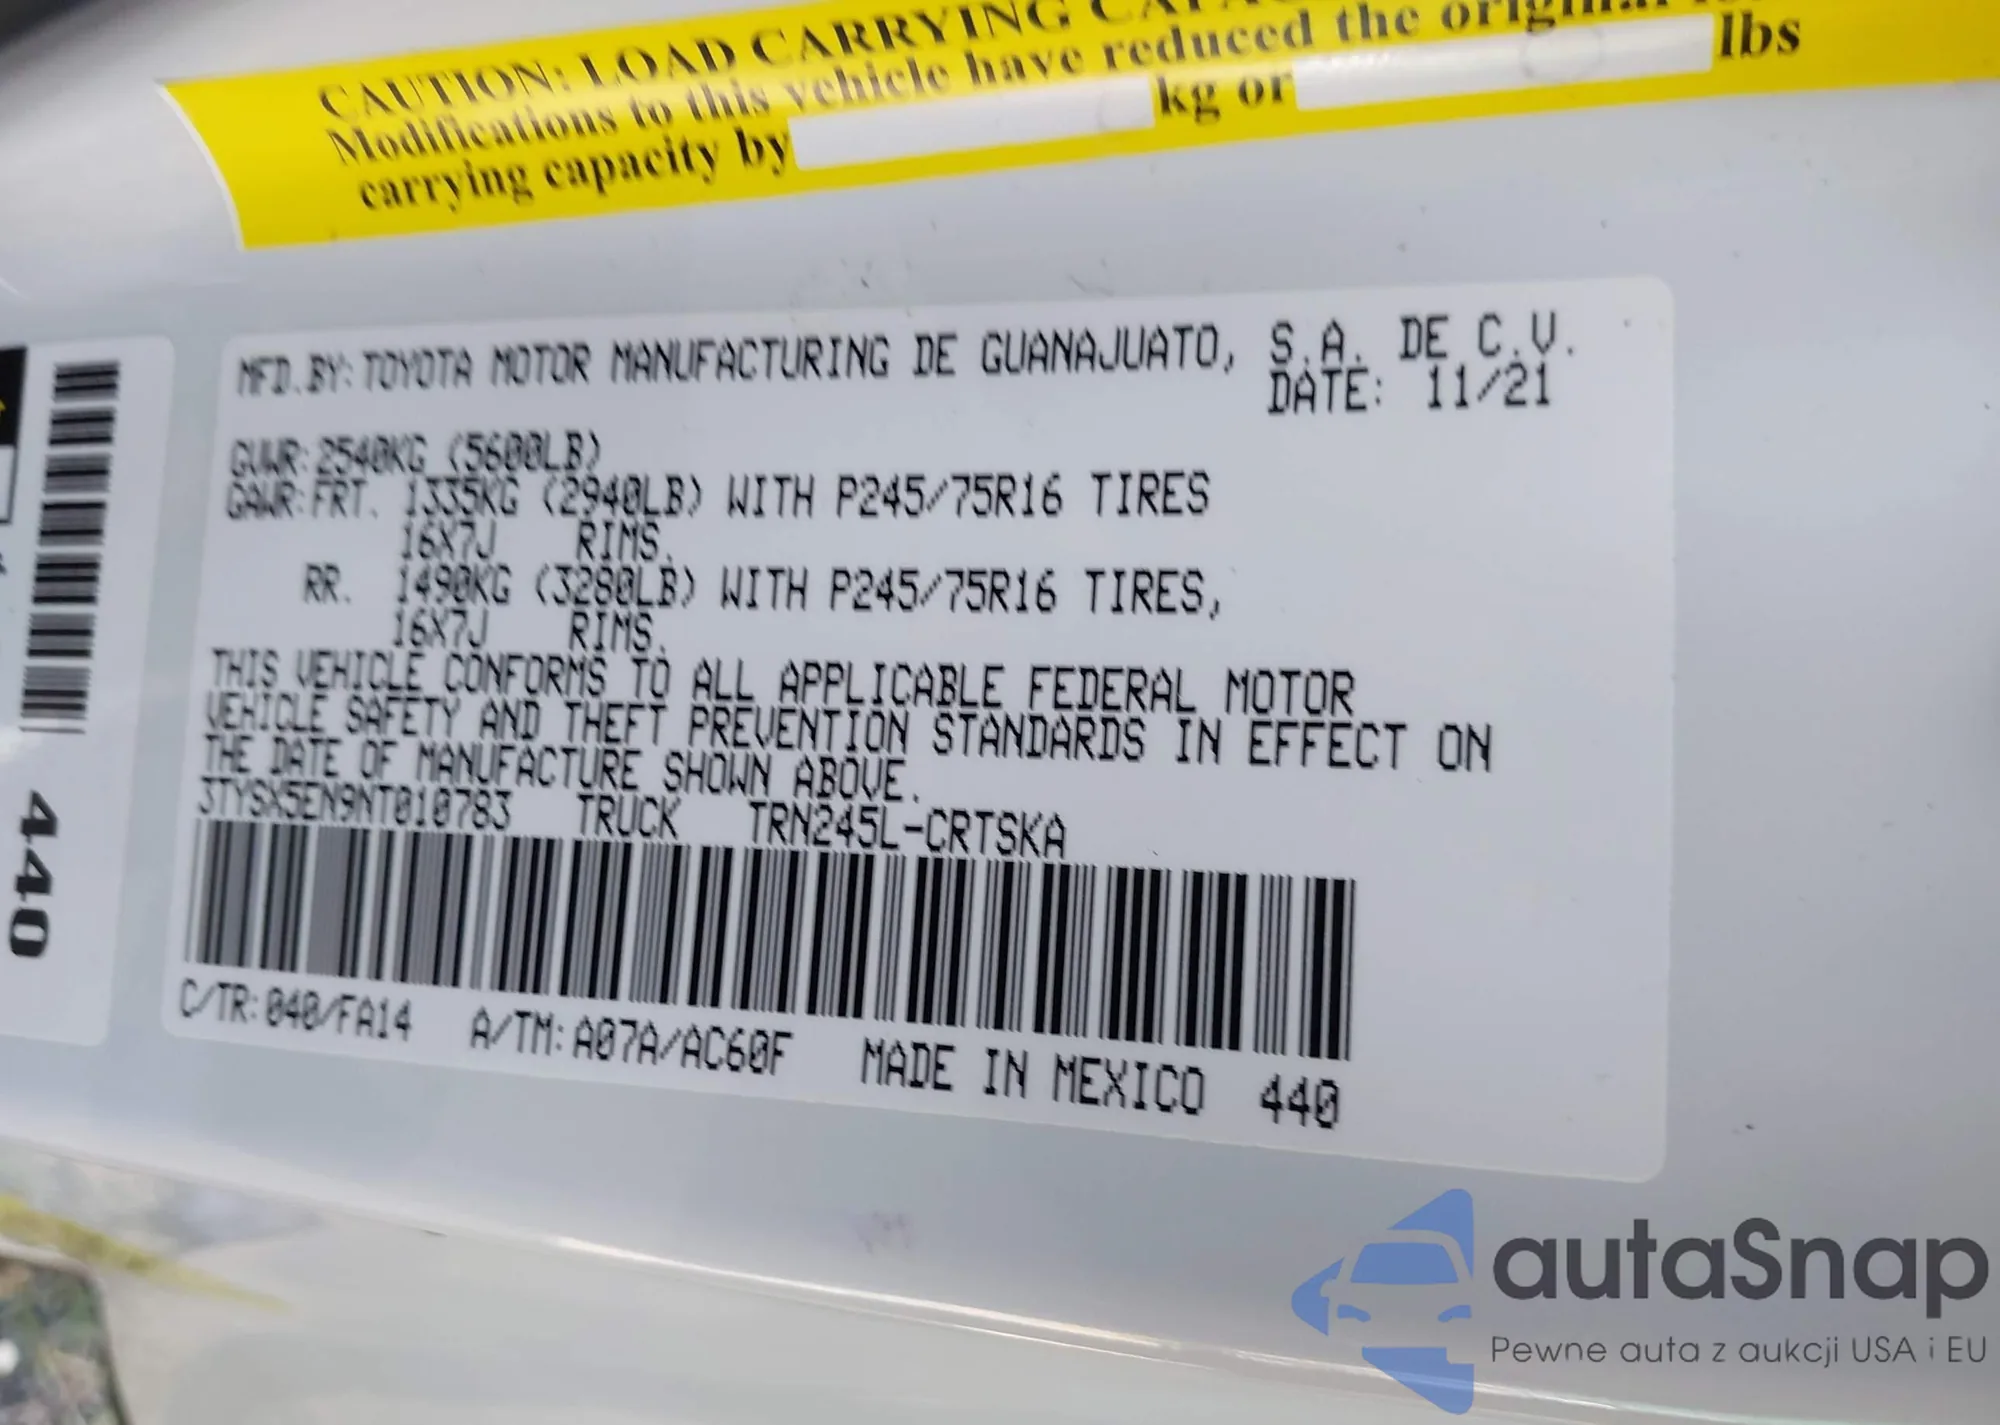 CAUTION: LOAD CARRYING
Modifications to this vehicle have reduced the original
carrying capacity by kg or lbs
MFD.BY:TOYOTA MOTOR MANUFACTURING DE GUANAJUATO, S.A. DE C.V.
DATE: 11/21
GVWR:2540KG (5600LB)
GAWR:FRT. 1335KG (2940LB) WITH P245/75R16 TIRES
16X7J RIMS.
RR. 1490KG (3280LB) WITH P245/75R16 TIRES,
16X7J RIMS.
THIS VEHICLE CONFORMS TO ALL APPLICABLE FEDERAL MOTOR
VEHICLE SAFETY AND THEFT PREVENTION STANDARDS IN EFFECT ON
THE DATE OF MANUFACTURE SHOWN ABOVE.
3TYSX5EN9NT010783 TRUCK TRN245L-CRTSKA
C/TR:040/FA14 A/TM:A07A/AC60F MADE IN MEXICO 440
440
autaSnap
Pewne auta z aukcji USA i EU